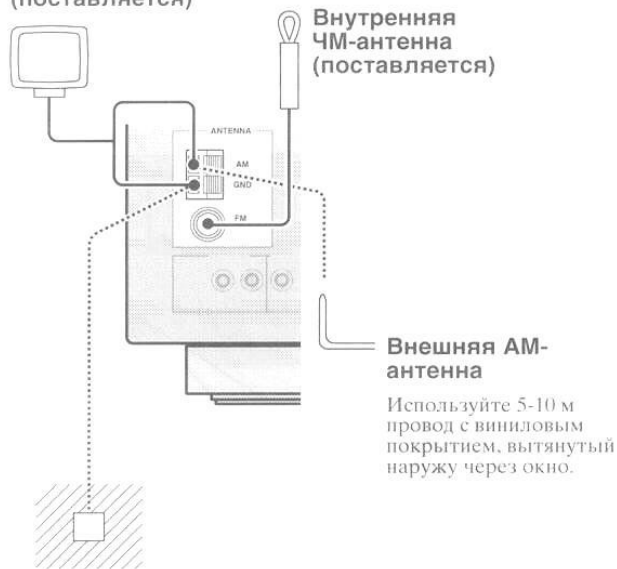 (поставляется)
Внутренняя
ЧМ-антенна
(поставляется)
ANTENNA
AM
GND
FM
Внешняя АМ-
антенна
Используйте 5-10 м
провод с виниловым
покрытием, вытянутый
наружу через окно.